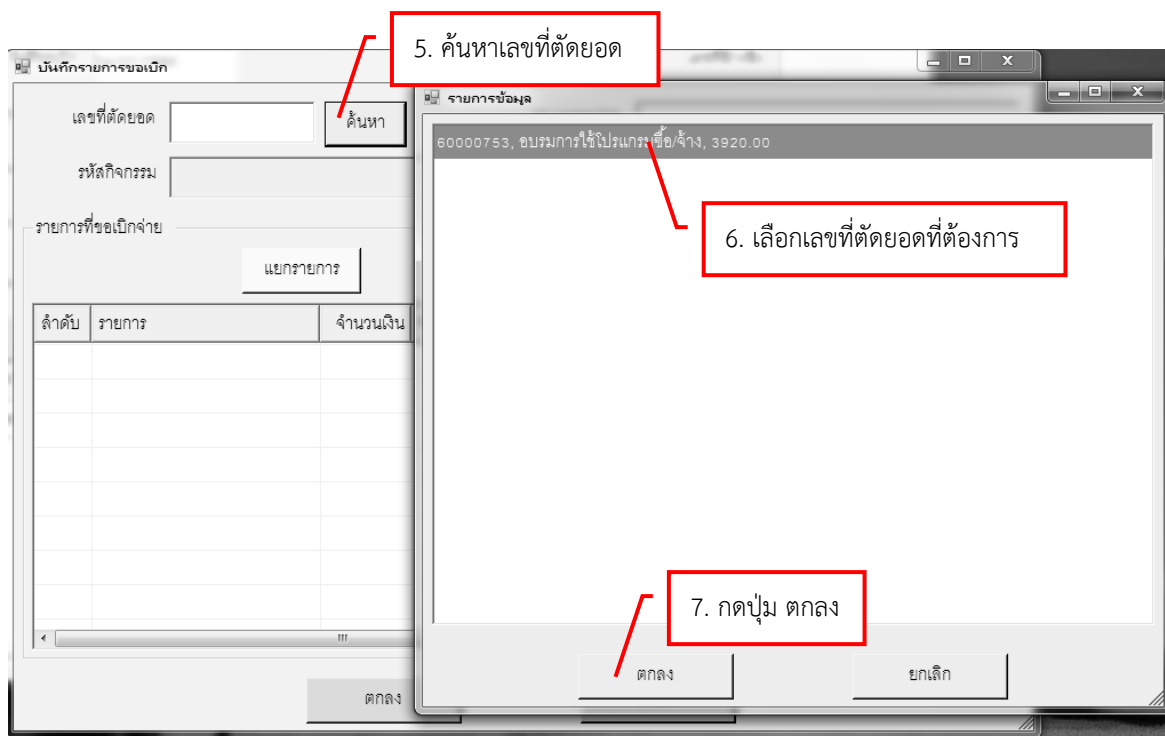 5. ค้นหาเลขที่ตัดยอด
บันทึกรายการขอเบิก
รายการข้อมูล
เลขที่ตัดยอด
ค้นหา
60000753, อบรมการใช้โปรแกรมซื้อ/จ้าง, 3920.00
รหัสกิจกรรม
6. เลือกเลขที่ตัดยอดที่ต้องการ
รายการที่ขอเบิกจ่าย
แยกรายการ
ลำดับ รายการ จำนวนเงิน
7. กดปุ่ม ตกลง
ตกลง ยกเลิก
ตกลง